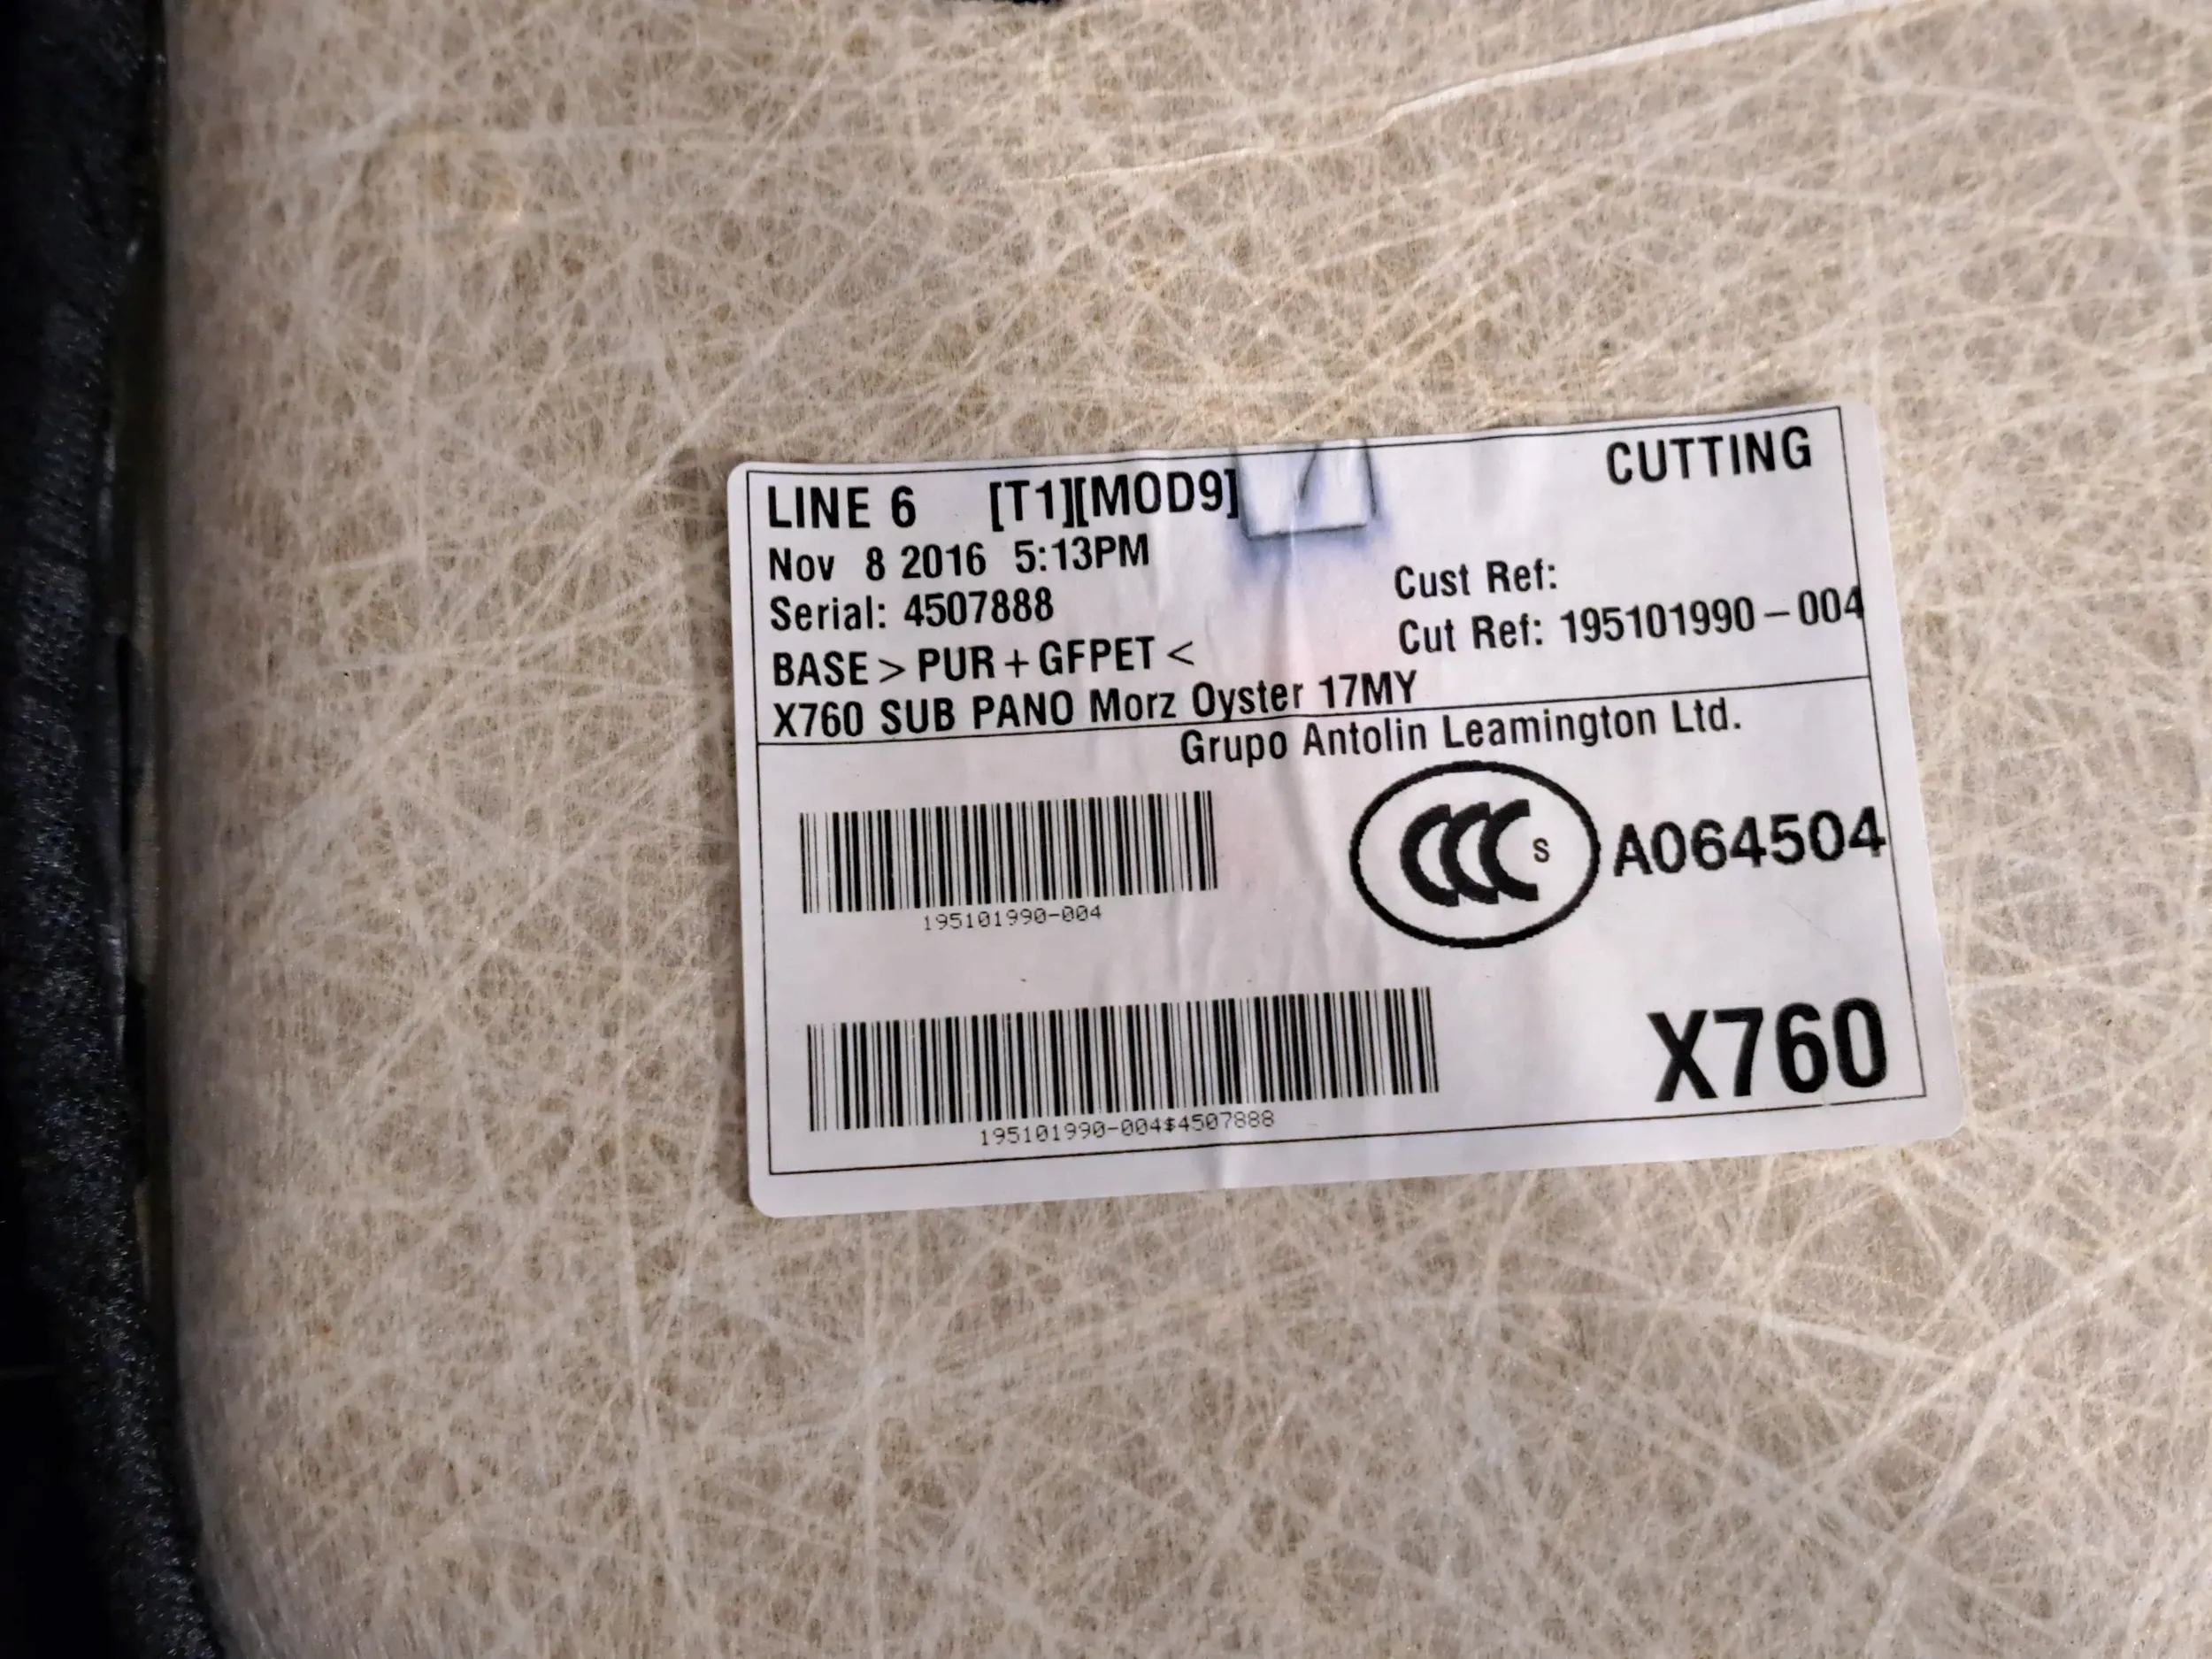 LINE 6 [T1][MOD9]
CUTTING
Nov 8 2016 5:13PM
Serial: 4507888
Cust Ref:
Cut Ref: 195101990-004
BASE > PUR + GFPET <
X760 SUB PANO Morz Oyster 17MY
Grupo Antolin Leamington Ltd.
195101990-004
CCC S A064504
195101990-004$4507888
X760